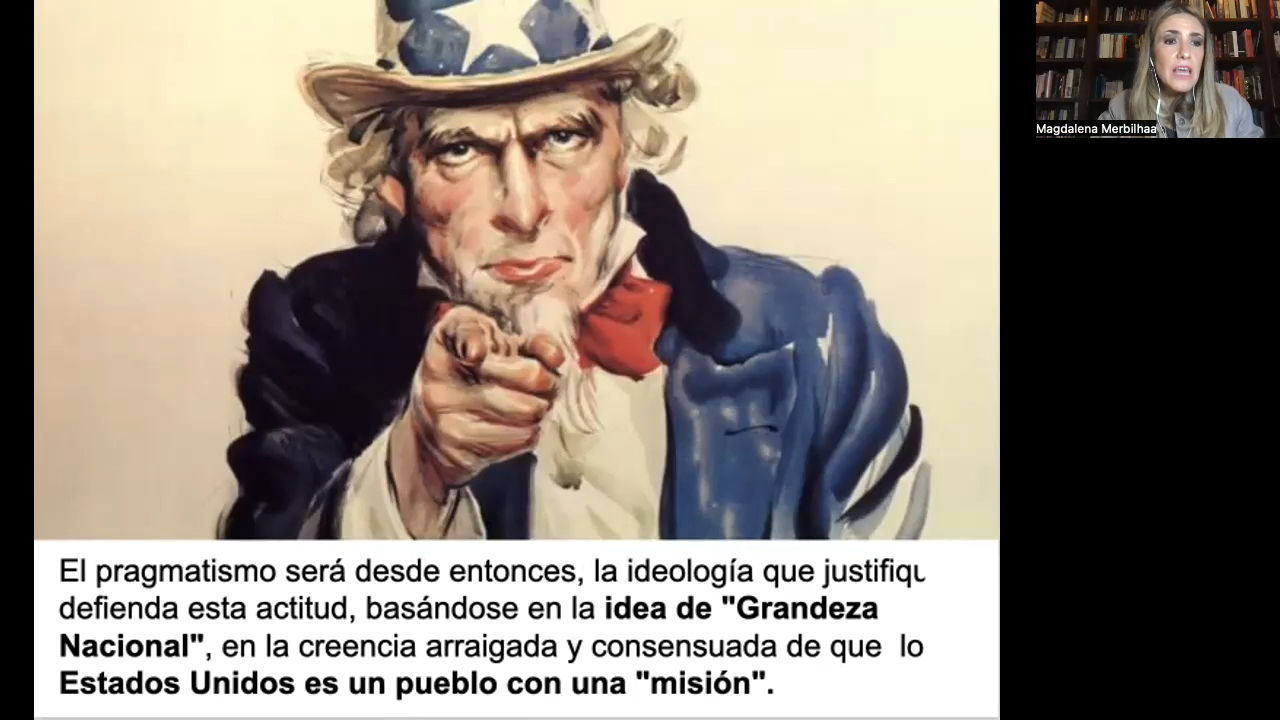 Magdalena Merbilhaa
El pragmatismo será desde entonces, la ideología que
defienda esta actitud, basándose en la idea de "Grandeza
Nacional", en la creencia arraigada y consensuada de que lo
Estados Unidos es un pueblo con una "misión".